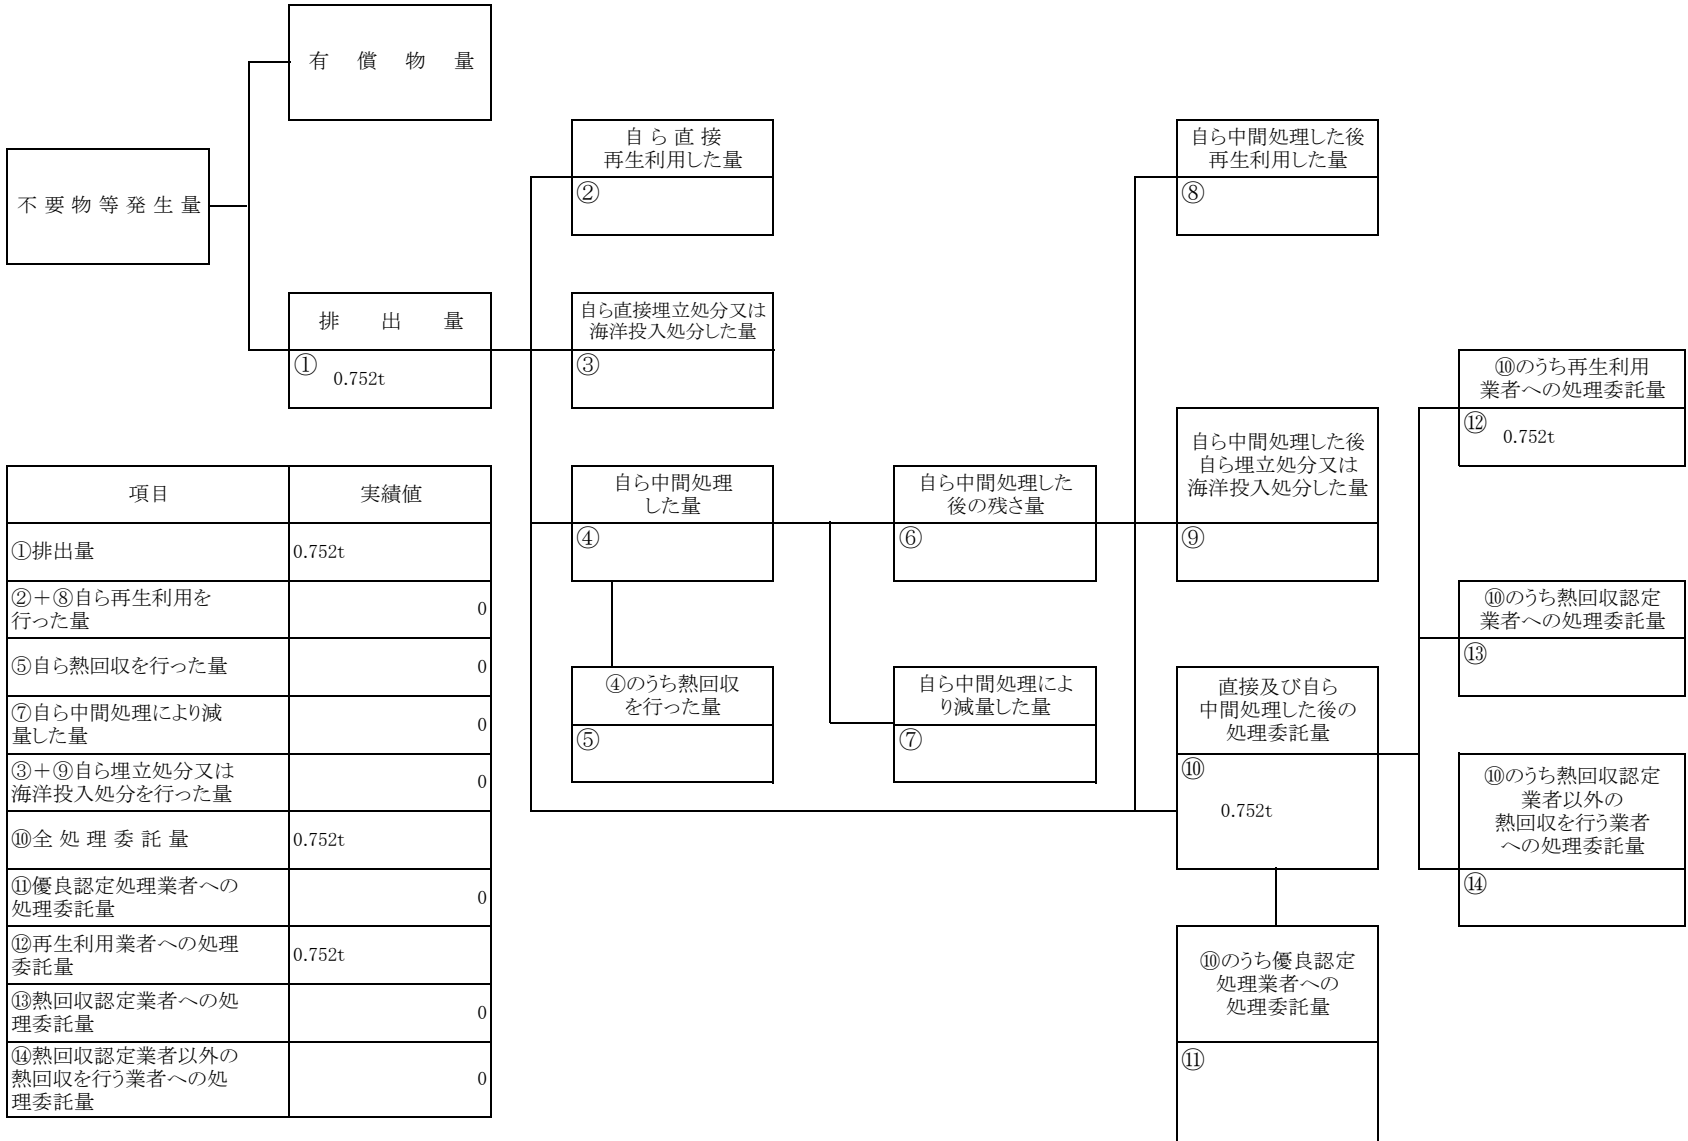 有償物量
不要物等発生量
排出量
①
0.752t
自ら直接
再生利用した量
②
自ら直接埋立処分又は
海洋投入処分した量
③
自ら中間処理
した量
④
④のうち熱回収
を行った量
⑤
自ら中間処理した
後の残さ量
⑥
自ら中間処理によ
り減量した量
⑦
自ら中間処理した後
再生利用した量
⑧
自ら中間処理した後
自ら埋立処分又は
海洋投入処分した量
⑨
直接及び自ら
中間処理した後の
処理委託量
⑩
0.752t
⑩のうち優良認定
処理業者への
処理委託量
⑪
⑩のうち再生利用
業者への処理委託量
⑫
0.752t
⑩のうち熱回収認定
業者への処理委託量
⑬
⑩のうち熱回収認定
業者以外の
熱回収を行う業者
への処理委託量
⑭
項目 実績値
①排出量 0.752t
②+⑧自ら再生利用を
行った量 0
⑤自ら熱回収を行った量 0
⑦自ら中間処理により減
量した量 0
③+⑨自ら埋立処分又は
海洋投入処分を行った量 0
⑩全処理委託量 0.752t
⑪優良認定処理業者への
処理委託量 0
⑫再生利用業者への処理
委託量 0.752t
⑬熱回収認定業者への処
理委託量 0
⑭熱回収認定業者以外の
熱回収を行う業者への処
理委託量 0